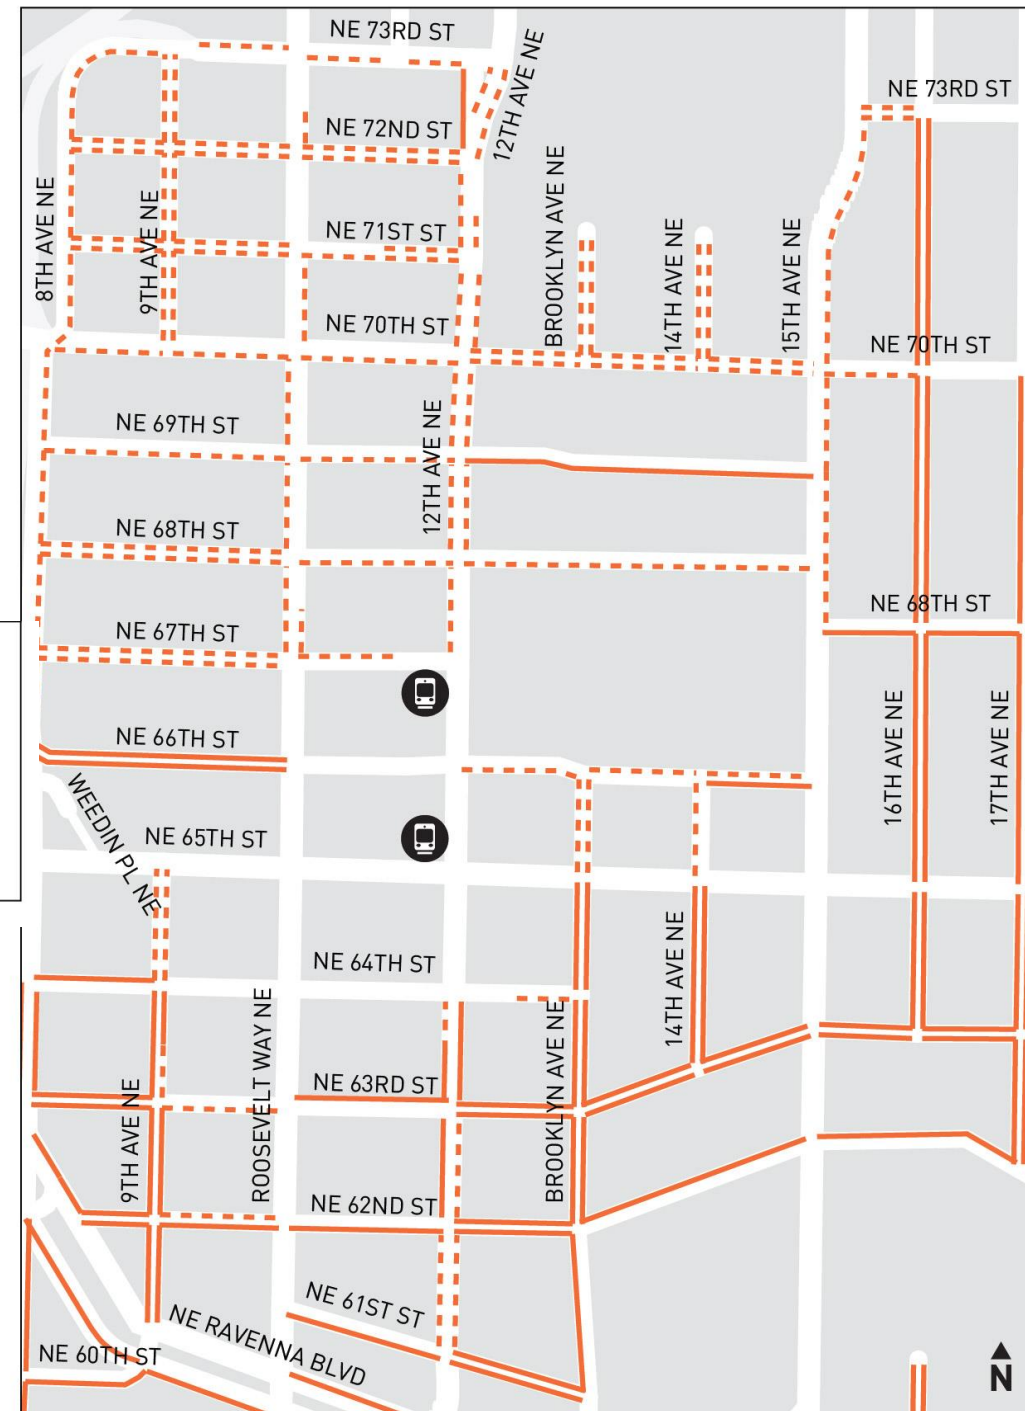 NE 73RD ST
12TH AVE NE
NE 73RD ST
NE 72ND ST
BROOKLYN AVE NE
8TH AVE NE
9TH AVE NE
NE 71ST ST
14TH AVE NE
15TH AVE NE
NE 70TH ST
NE 70TH ST
NE 69TH ST
12TH AVE NE
NE 68TH ST
NE 68TH ST
NE 67TH ST
16TH AVE NE
17TH AVE NE
NE 66TH ST
WEEDIN PL NE
NE 65TH ST
14TH AVE NE
NE 64TH ST
ROOSEVELT WAY NE
BROOKLYN AVE NE
NE 63RD ST
9TH AVE NE
NE 62ND ST
NE 61ST ST
NE RAVENNA BLVD
NE 60TH ST
N